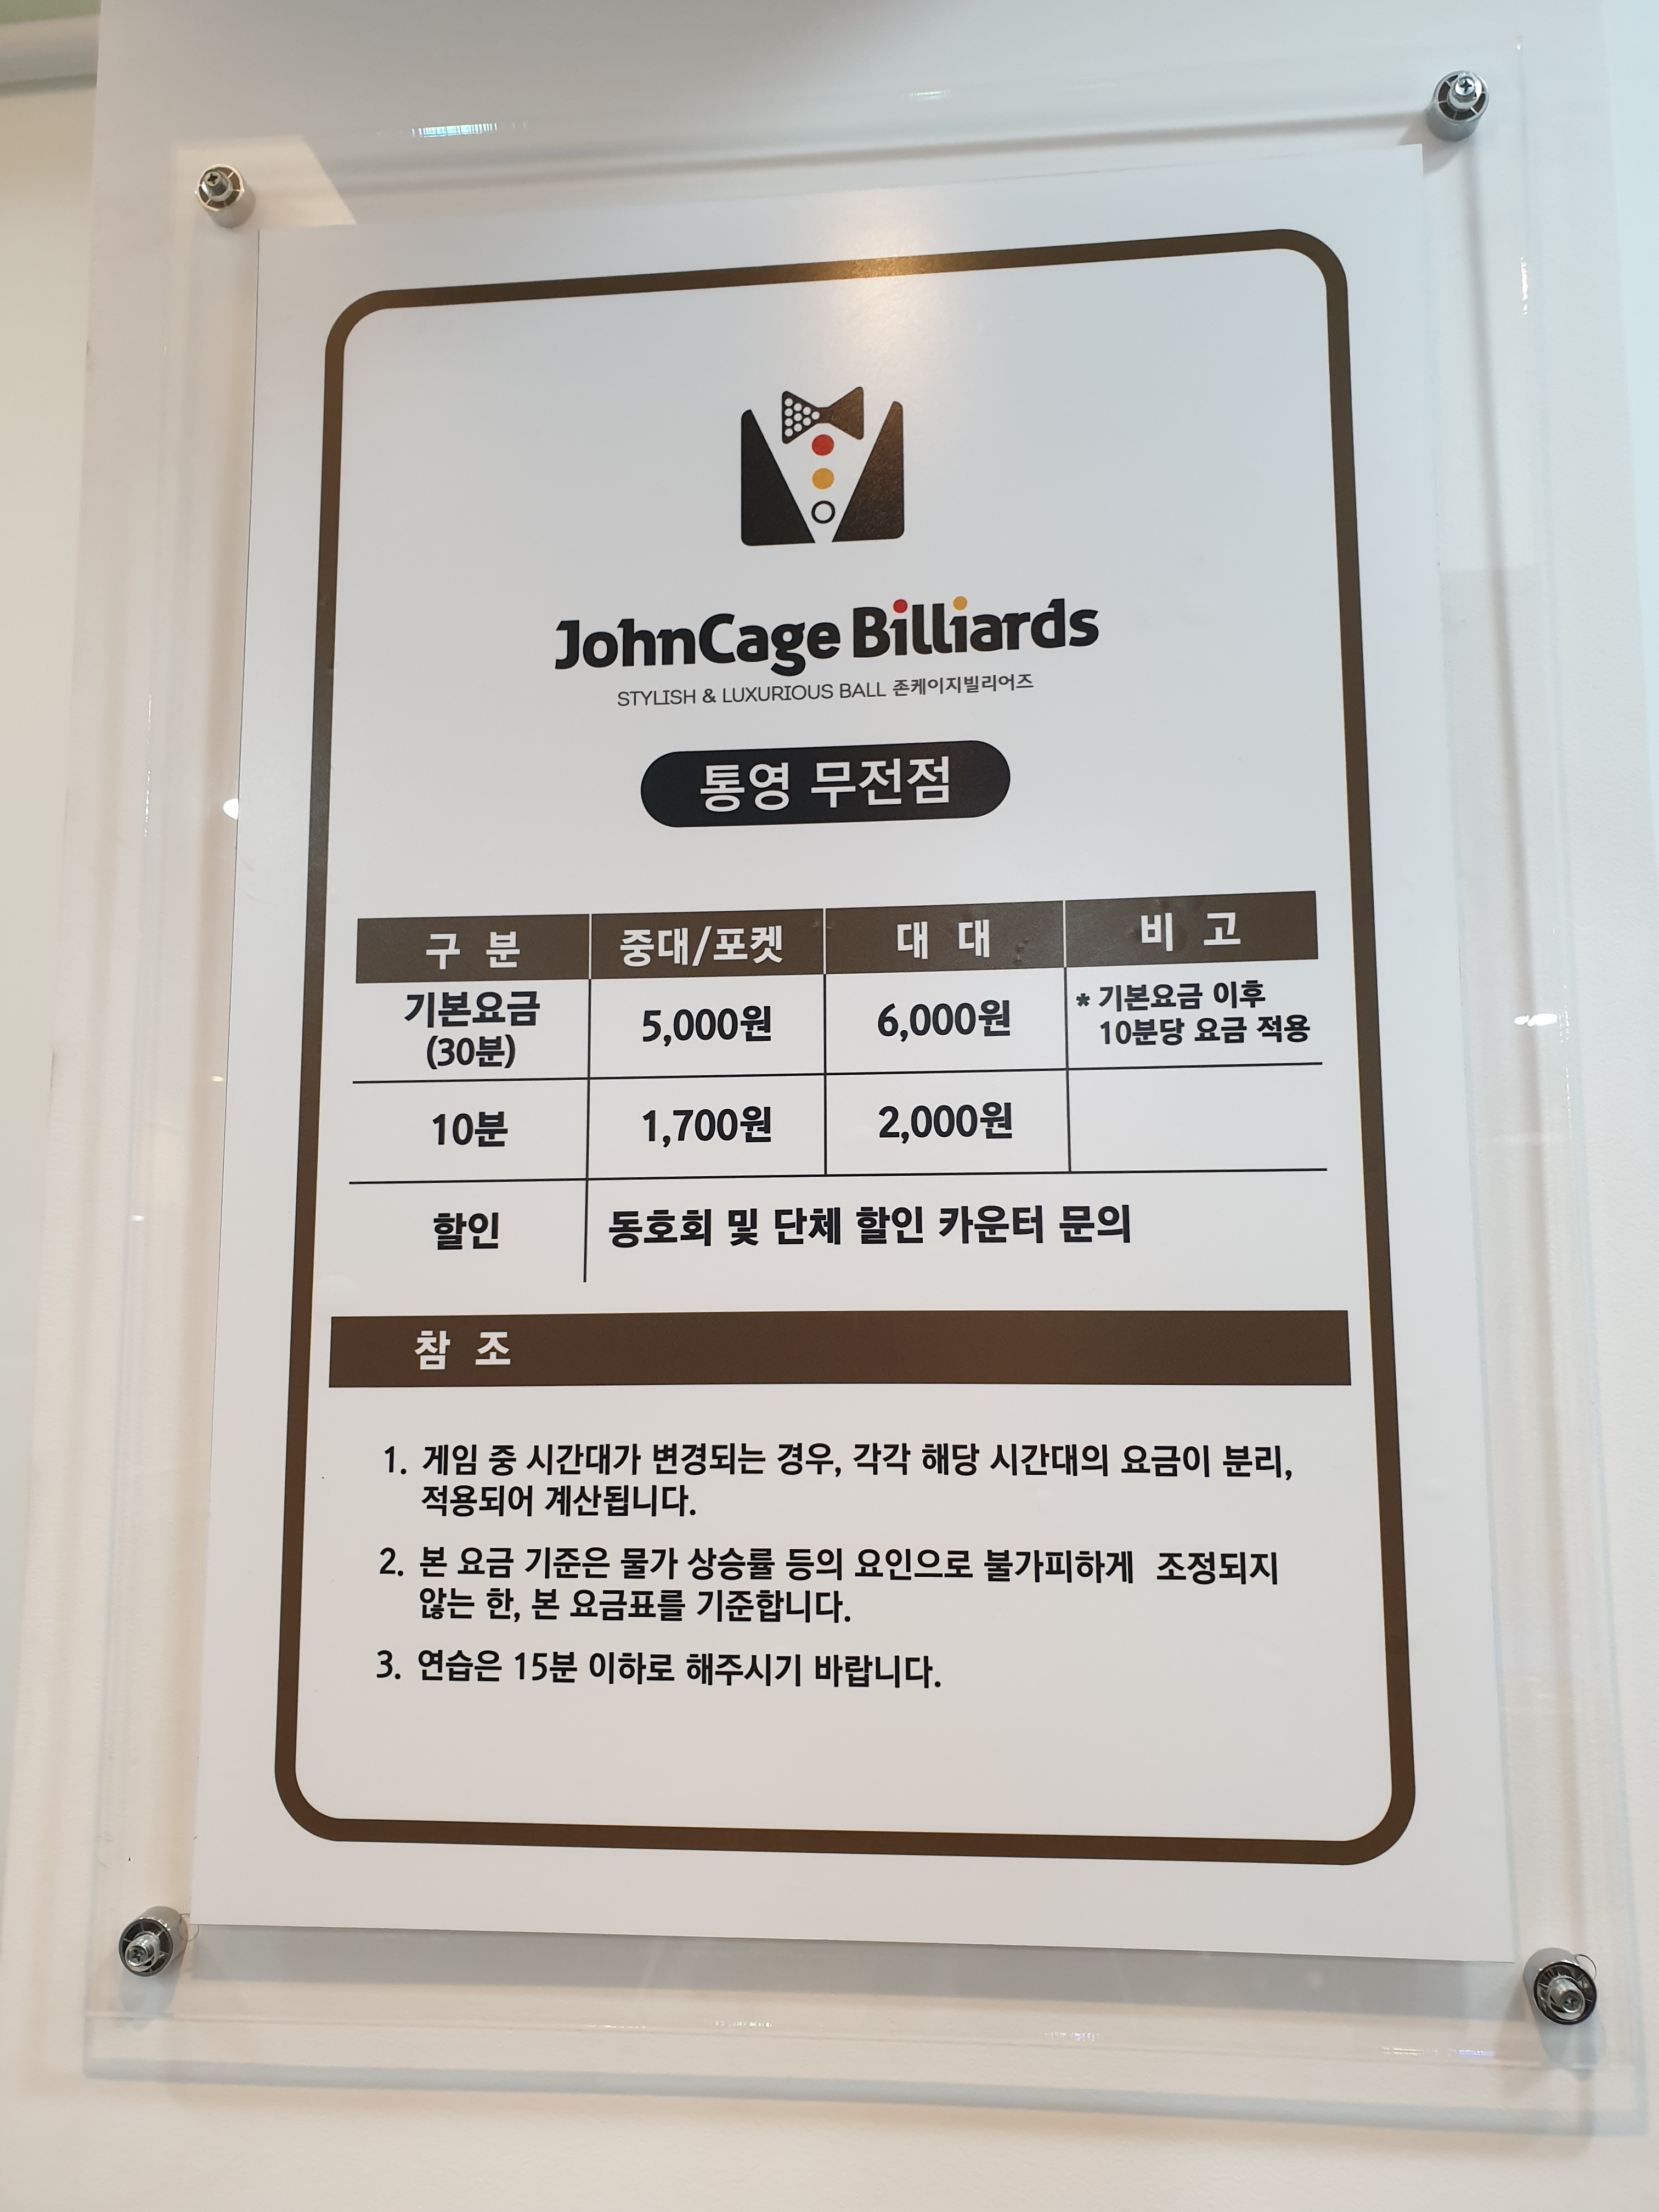 JohnCage Billiards
STYLISH & LUXURIOUS BALL 존케이지빌리어즈
통영 무전점
구 분 중대/포켓 대 대 비 고
기본요금 (30분) 5,000원 6,000원 * 기본요금 이후 10분당 요금 적용
10분 1,700원 2,000원
할인 동호회 및 단체 할인 카운터 문의
참 조
1. 게임 중 시간대가 변경되는 경우, 각각 해당 시간대의 요금이 분리,
적용되어 계산됩니다.
2. 본 요금 기준은 물가 상승률 등의 요인으로 불가피하게 조정되지
않는 한, 본 요금표를 기준합니다.
3. 연습은 15분 이하로 해주시기 바랍니다.